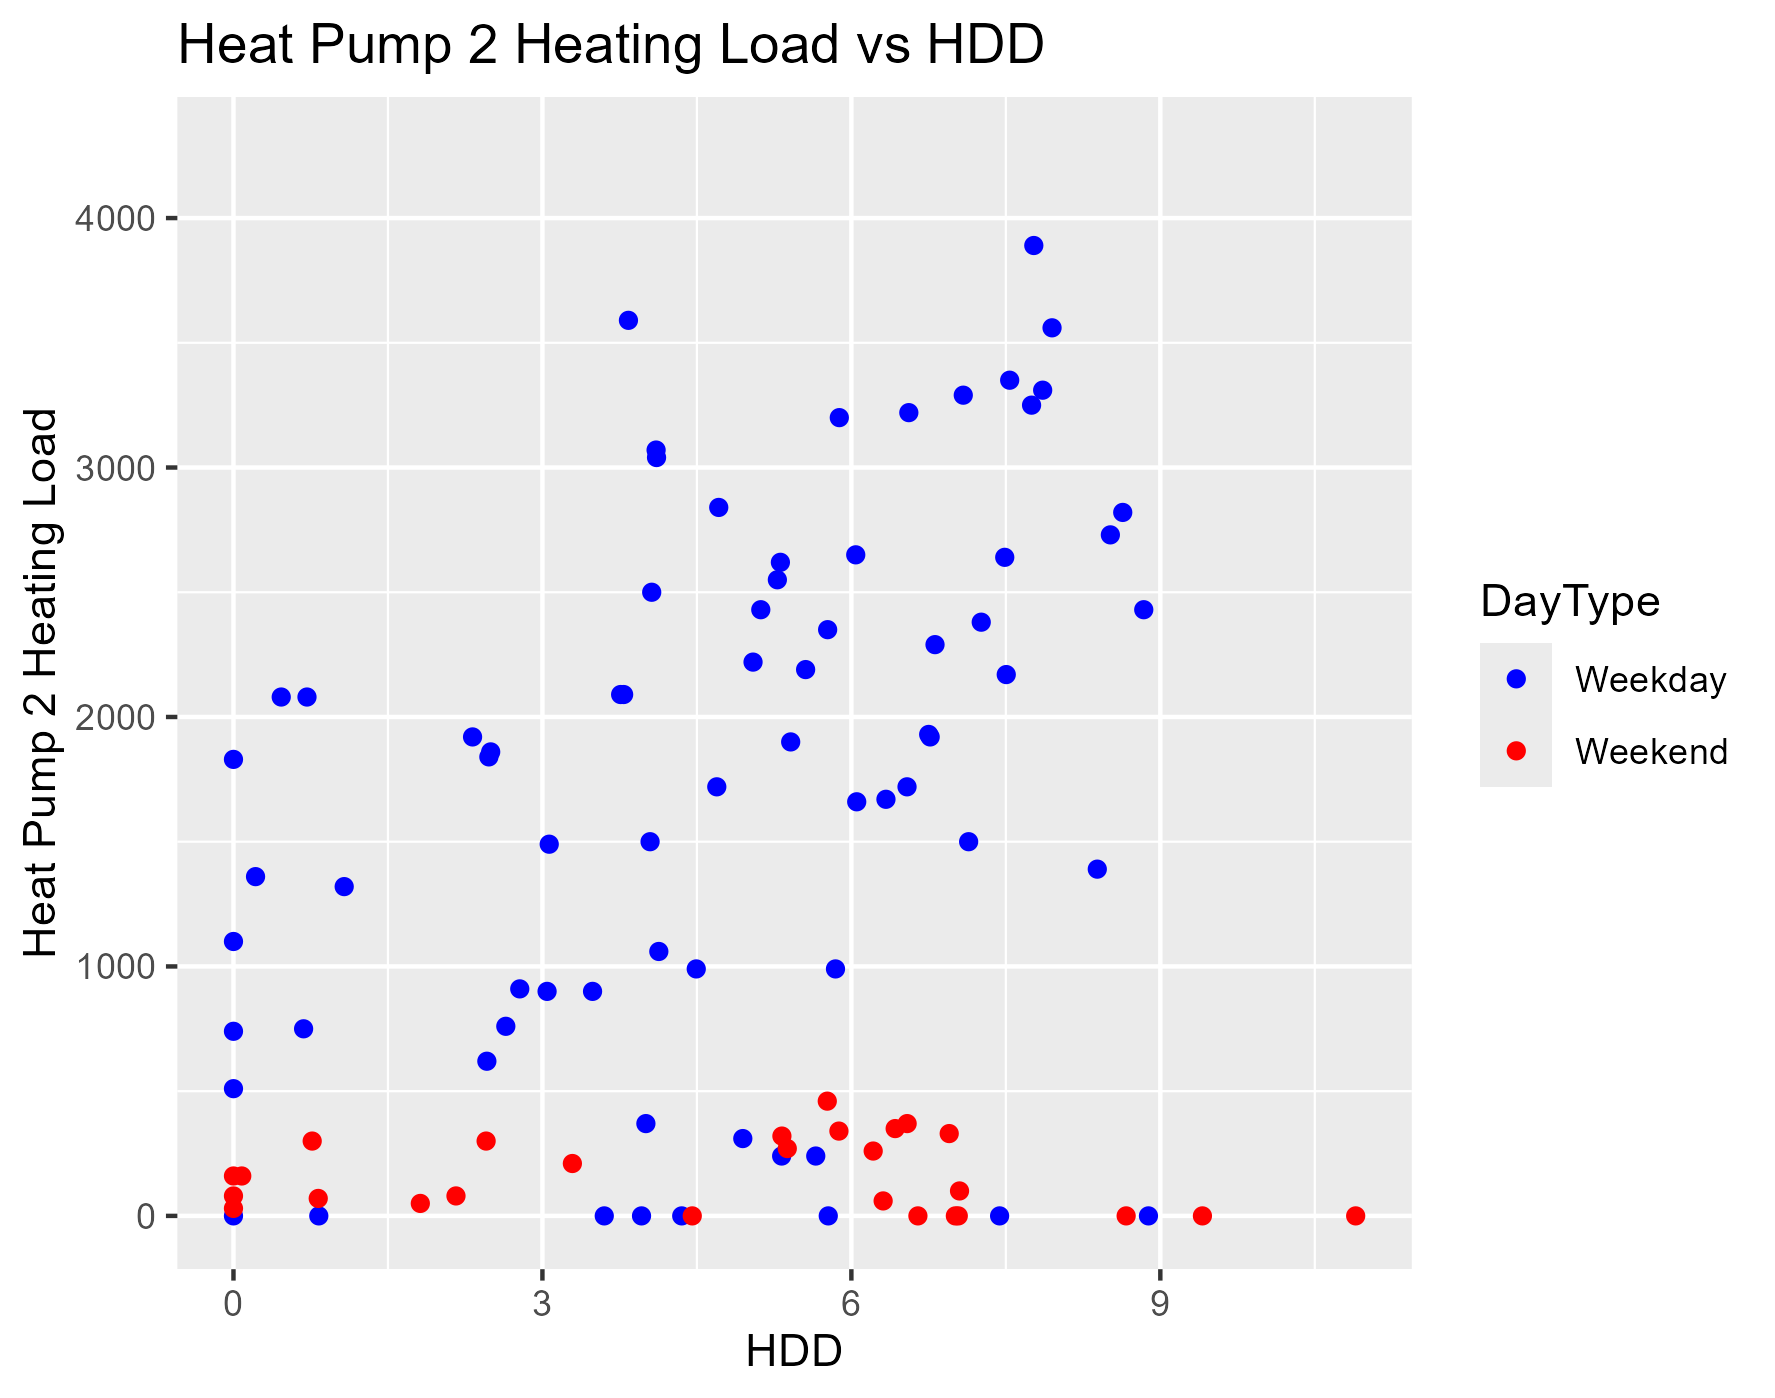 Heat Pump 2 Heating Load vs HDD
Heat Pump 2 Heating Load
4000
3000
2000
1000
0
0 3 6 9
HDD
DayType
Weekday
Weekend